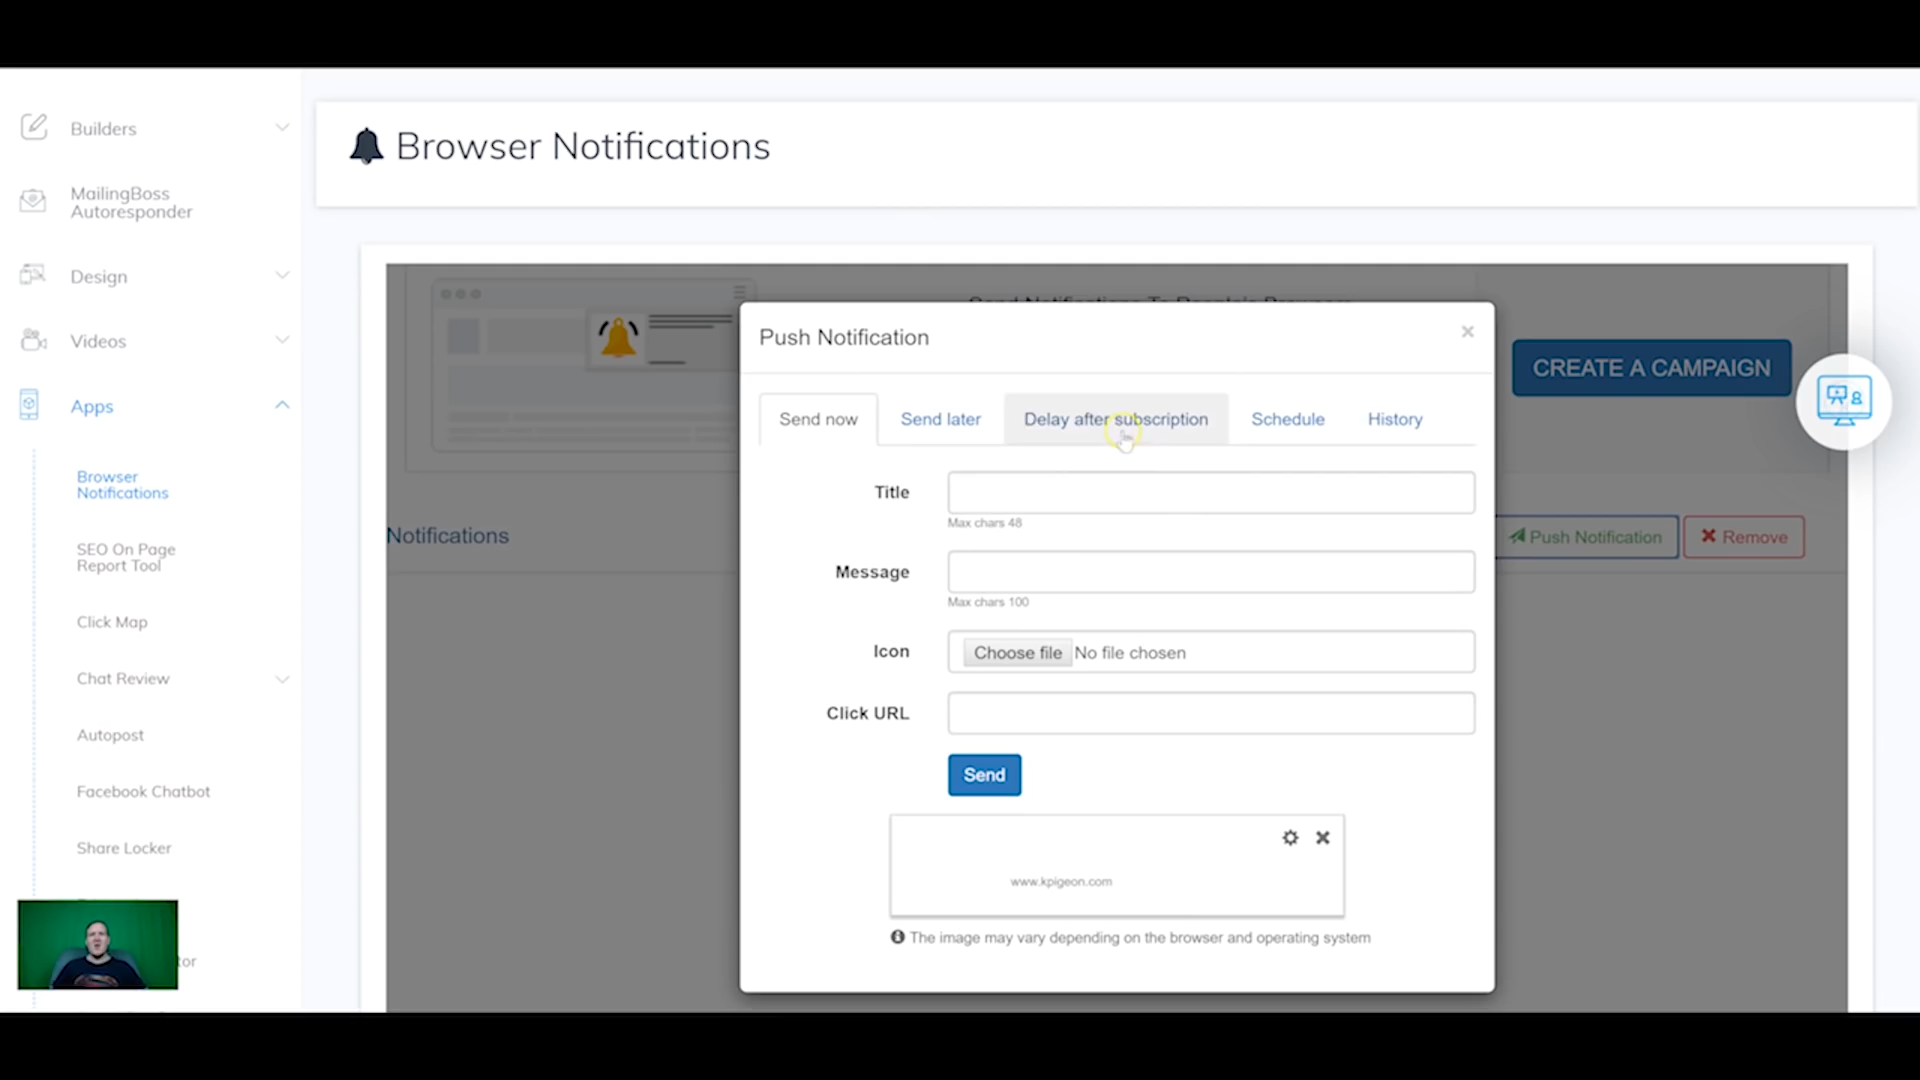 Builders
MailingBoss
Autoresponder
Design
Videos
Apps
Browser
Notifications
SEO On Page
Report Tool
Click Map
Chat Review
Autopost
Facebook Chatbot
Share Locker
tor
Browser Notifications
CREATE A CAMPAIGN
Notifications
Push Notification
Remove
Push Notification
×
Send now
Send later
Delay after subscription
Schedule
History
Title
Max chars 48
Message
Max chars 100
Icon
Choose file No file chosen
Click URL
Send
www.kpigeon.com
The image may vary depending on the browser and operating system